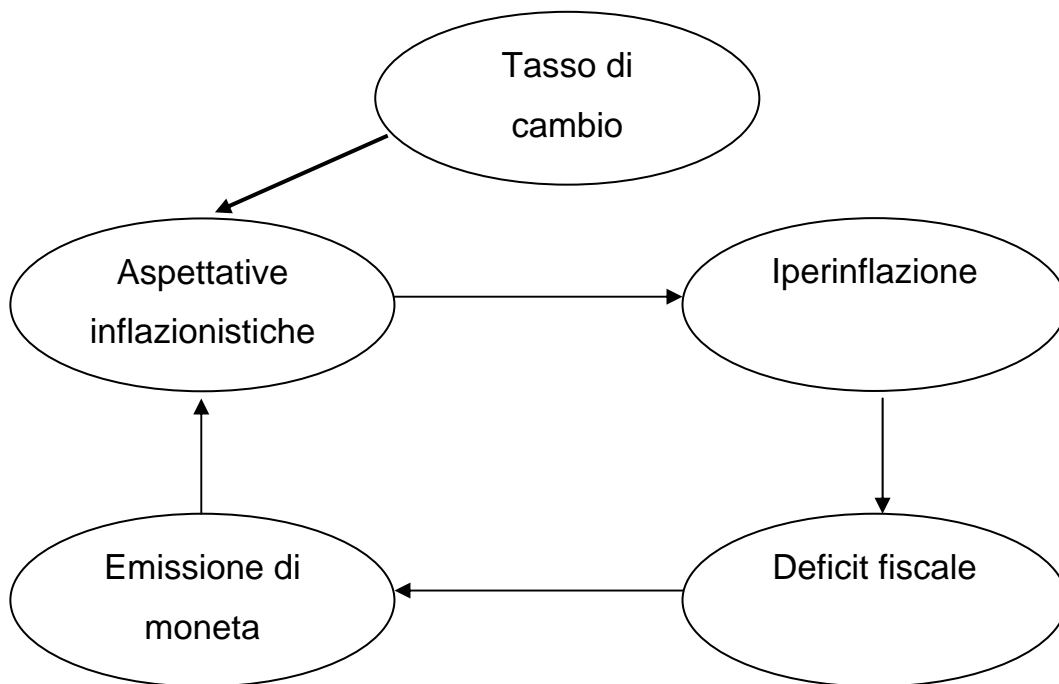 Tasso di
cambio
Aspettative
inflazionistiche
Iperinflazione
Emissione di
moneta
Deficit fiscale